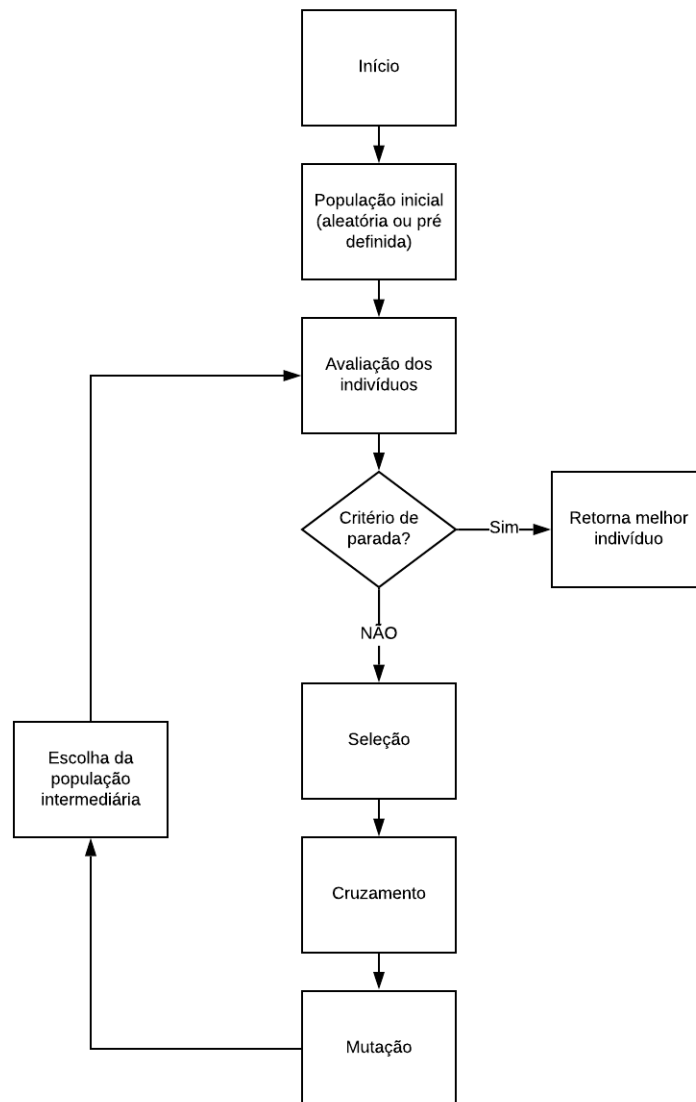 Início
População inicial
(aleatória ou pré
definida)
Avaliação dos
indivíduos
Critério de
parada?
Sim
Retorna melhor
indivíduo
NÃO
Seleção
Escolha da
população
intermediária
Cruzamento
Mutação